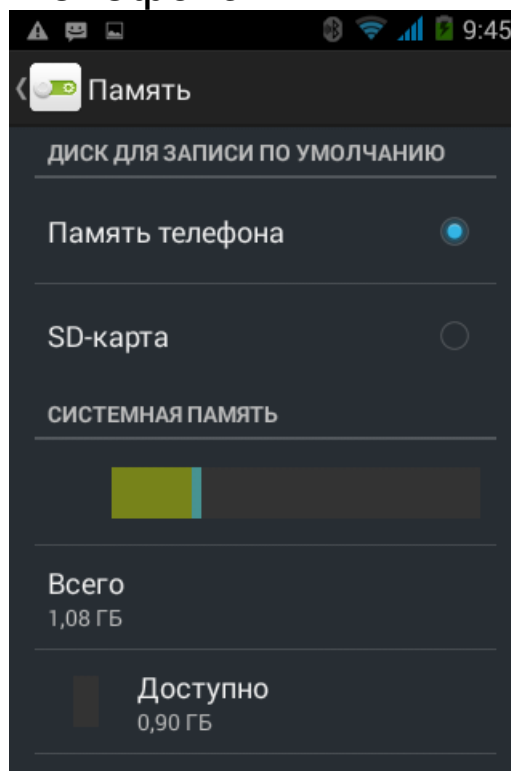 9:45
Память
ДИСК ДЛЯ ЗАПИСИ ПО УМОЛЧАНИЮ
Память телефона
SD-карта
СИСТЕМНАЯ ПАМЯТЬ
Всего
1,08 ГБ
Доступно
0,90 ГБ